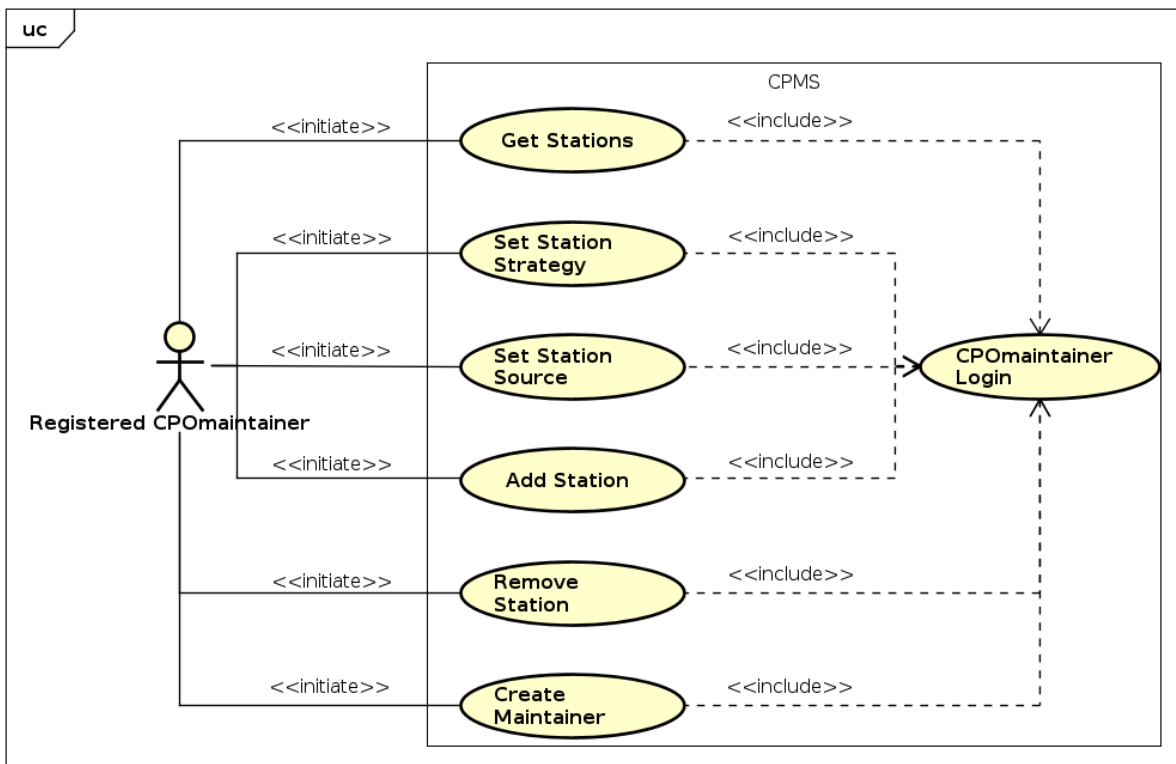 uc
CPMS
<<initiate>>
Get Stations
<<include>>
<<initiate>>
Set Station
Strategy
<<include>>
<<initiate>>
Set Station
Source
<<include>>
CPOmaintainer
Login
Registered CPOmaintainer
<<initiate>>
Add Station
<<include>>
<<initiate>>
Remove
Station
<<include>>
<<initiate>>
Create
Maintainer
<<include>>